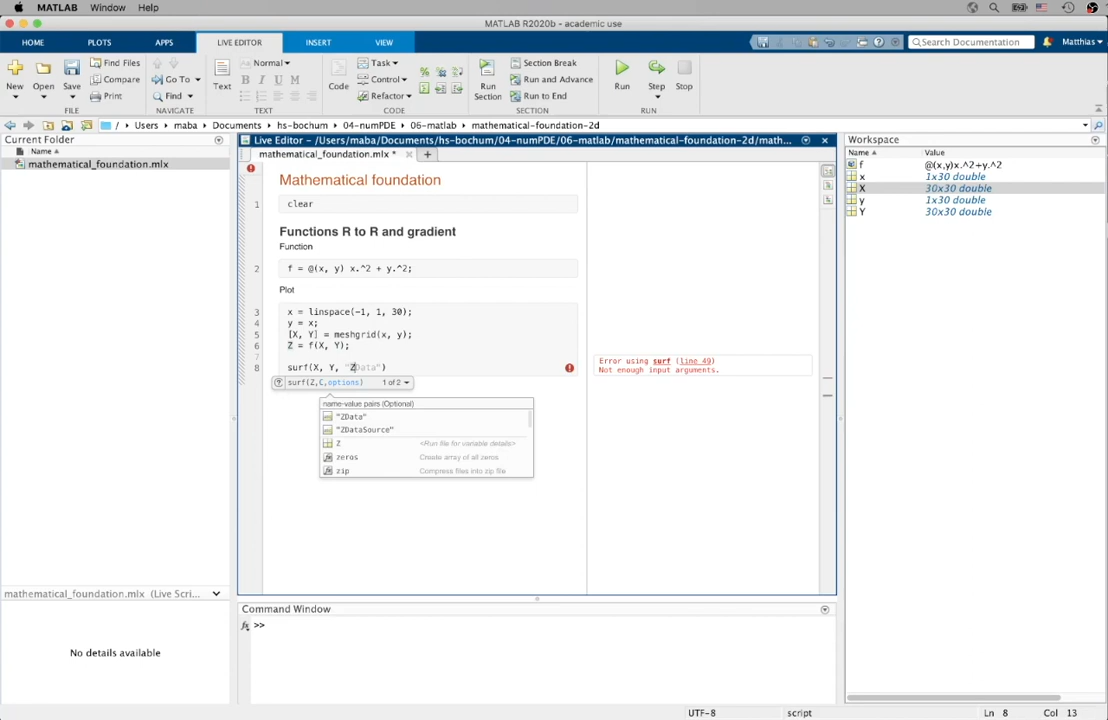 MATLAB Window Help
MATLAB R2020b - academic use
HOME PLOTS APPS LIVE EDITOR INSERT VIEW Search Documentation Matthias
New Open Save Find Files Compare Print
FILE
Go To Find
NAVIGATE
Text Normal B I U M
TEXT
Code Task Control Refactor
CODE
Run Section Section Break Run and Advance Run to End
SECTION
Run Step Stop
RUN
/ Users maba Documents hs-bochum 04-numPDE 06-matlab mathematical-foundation-2d
Current Folder
Name
mathematical_foundation.mlx
mathematical_foundation.mlx (Live Scri...
No details available
Live Editor - /Users/maba/Documents/hs-bochum/04-numPDE/06-matlab/mathematical-foundation-2d/math...
mathematical_foundation.mlx *
Mathematical foundation
1 clear
Functions R to R and gradient
Function
2 f = @(x, y) x.^2 + y.^2;
Plot
3 x = linspace(-1, 1, 30);
4 y = x;
5 [X, Y] = meshgrid(x, y);
6 Z = f(X, Y);
7
8 surf(X, Y, "ZData")
surf(Z,C,options) 1 of 2
name-value pairs (Optional)
"ZData"
"ZDataSource"
Z <Run file for variable details>
zeros Create array of all zeros
zip Compress files into zip file
Error using surf (line 49)
Not enough input arguments.
Command Window
fx >>
Workspace
Name Value
f @(x,y)x.^2+y.^2
x 1x30 double
X 30x30 double
y 1x30 double
Y 30x30 double
UTF-8 script Ln 8 Col 13